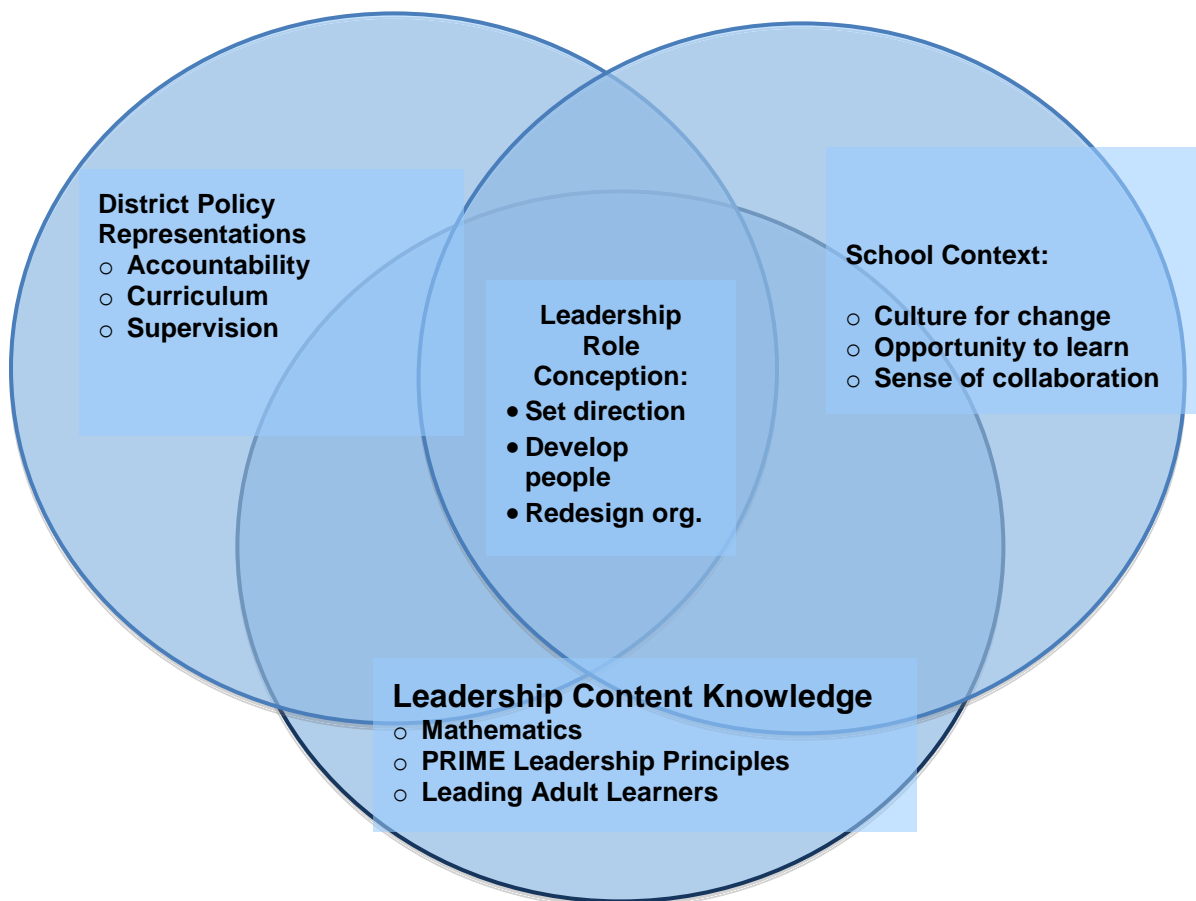 District Policy
Representations
○ Accountability
○ Curriculum
○ Supervision
School Context:
○ Culture for change
○ Opportunity to learn
○ Sense of collaboration
Leadership
Role
Conception:
• Set direction
• Develop
people
• Redesign org.
Leadership Content Knowledge
○ Mathematics
○ PRIME Leadership Principles
○ Leading Adult Learners